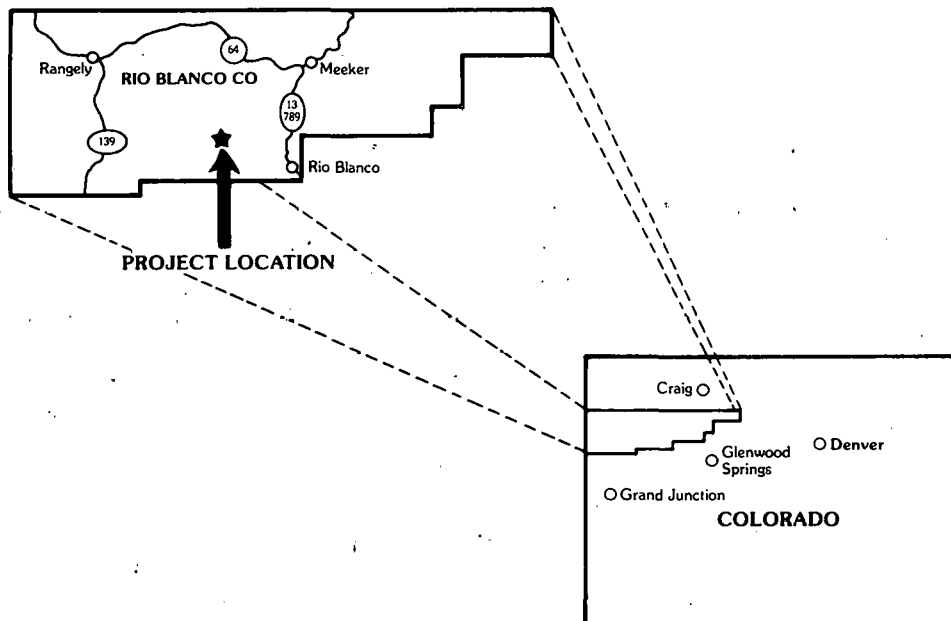 64
Rangely
RIO BLANCO CO
Meeker
13
789
139
Rio Blanco
PROJECT LOCATION
Craig
Glenwood
Springs
Denver
Grand Junction
COLORADO